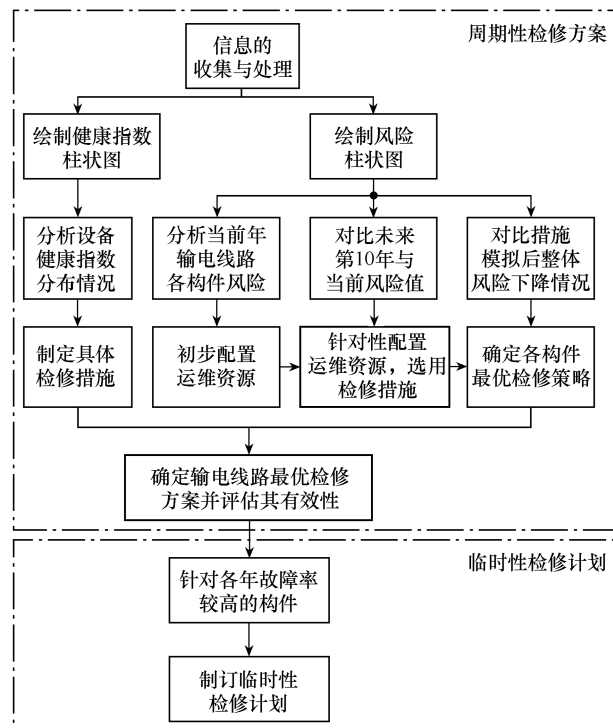 周期性检修方案
信息的
收集与处理
绘制健康指数
柱状图
绘制风险
柱状图
分析设备
健康指数
分布情况
分析当前年
输电线路
各构件风险
对比未来
第10年与
当前风险值
对比措施
模拟后整体
风险下降情况
制定具体
检修措施
初步配置
运维资源
针对性配置
运维资源，选用
检修措施
确定各构件
最优检修策略
确定输电线路最优检修
方案并评估其有效性
临时性检修计划
针对各年故障率
较高的构件
制订临时性
检修计划